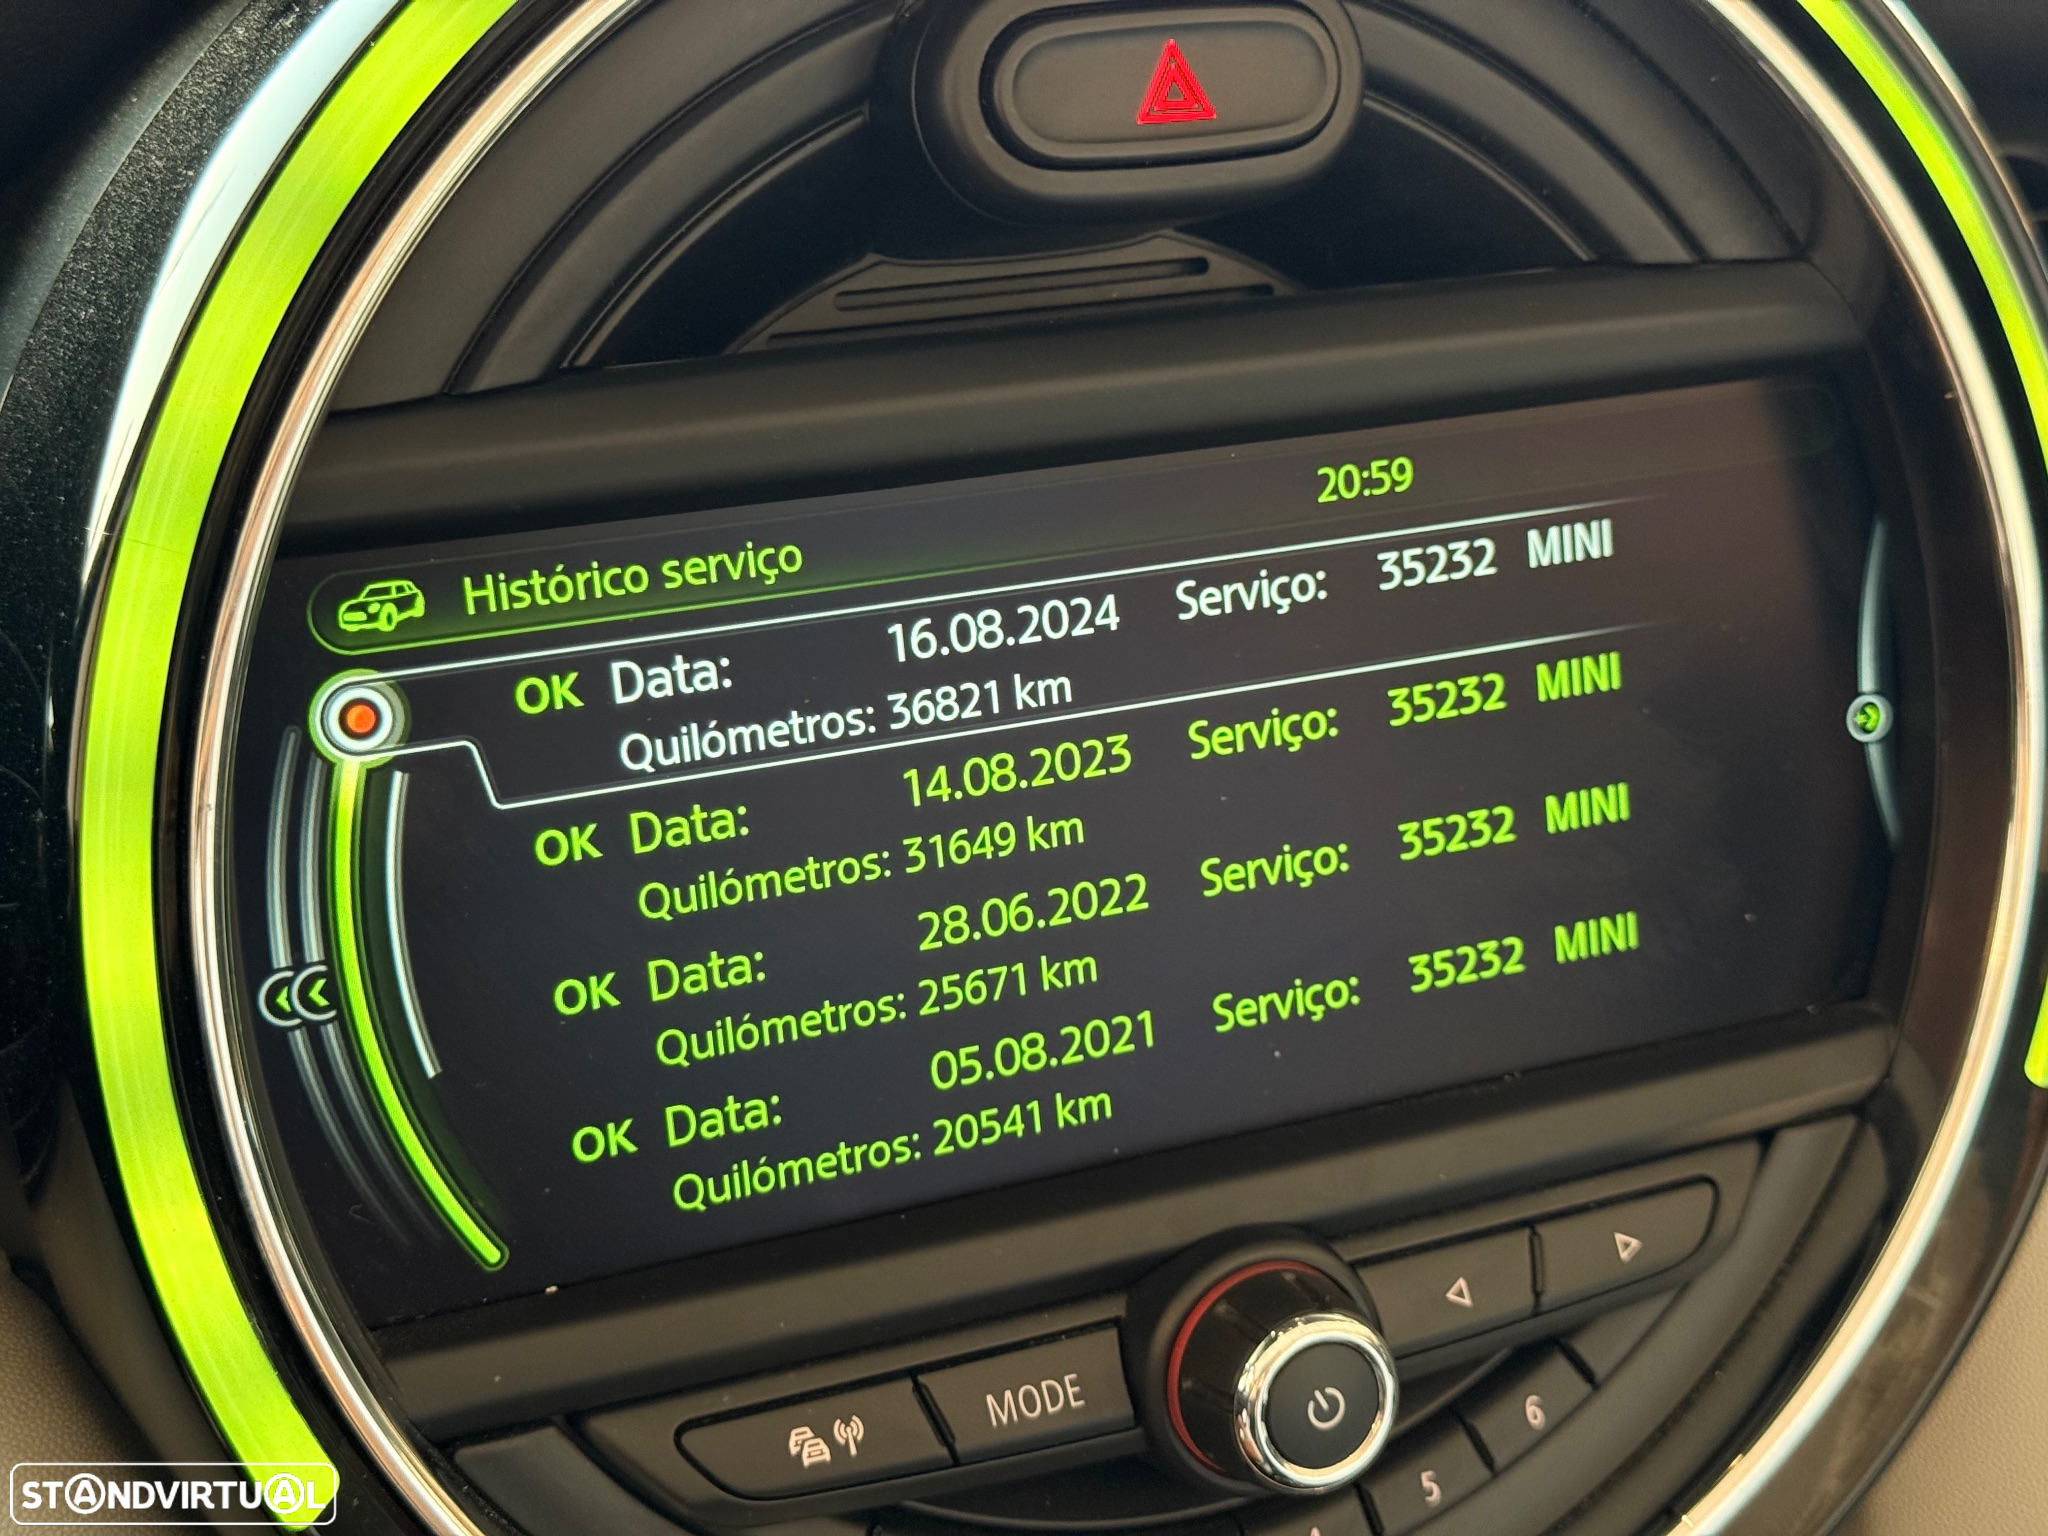 20:59
Histórico serviço
OK Data: 16.08.2024 Serviço: 35232 MINI
Quilómetros: 36821 km
OK Data: 14.08.2023 Serviço: 35232 MINI
Quilómetros: 31649 km
OK Data: 28.06.2022 Serviço: 35232 MINI
Quilómetros: 25671 km
OK Data: 05.08.2021 Serviço: 35232 MINI
Quilómetros: 20541 km
MODE
6
5
STANDVIRTUAL